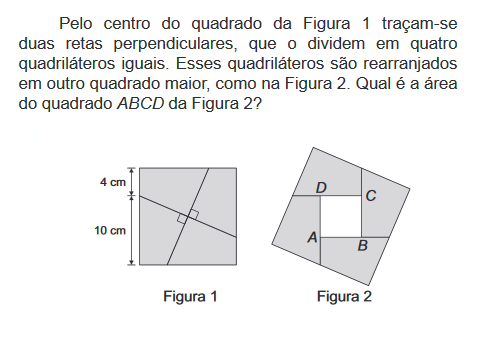 Pelo centro do quadrado da Figura 1 traçam-se
duas retas perpendiculares, que o dividem em quatro
quadriláteros iguais. Esses quadriláteros são rearranjados
em outro quadrado maior, como na Figura 2. Qual é a área
do quadrado ABCD da Figura 2?
4 cm
10 cm
D
C
A
B
Figura 1
Figura 2